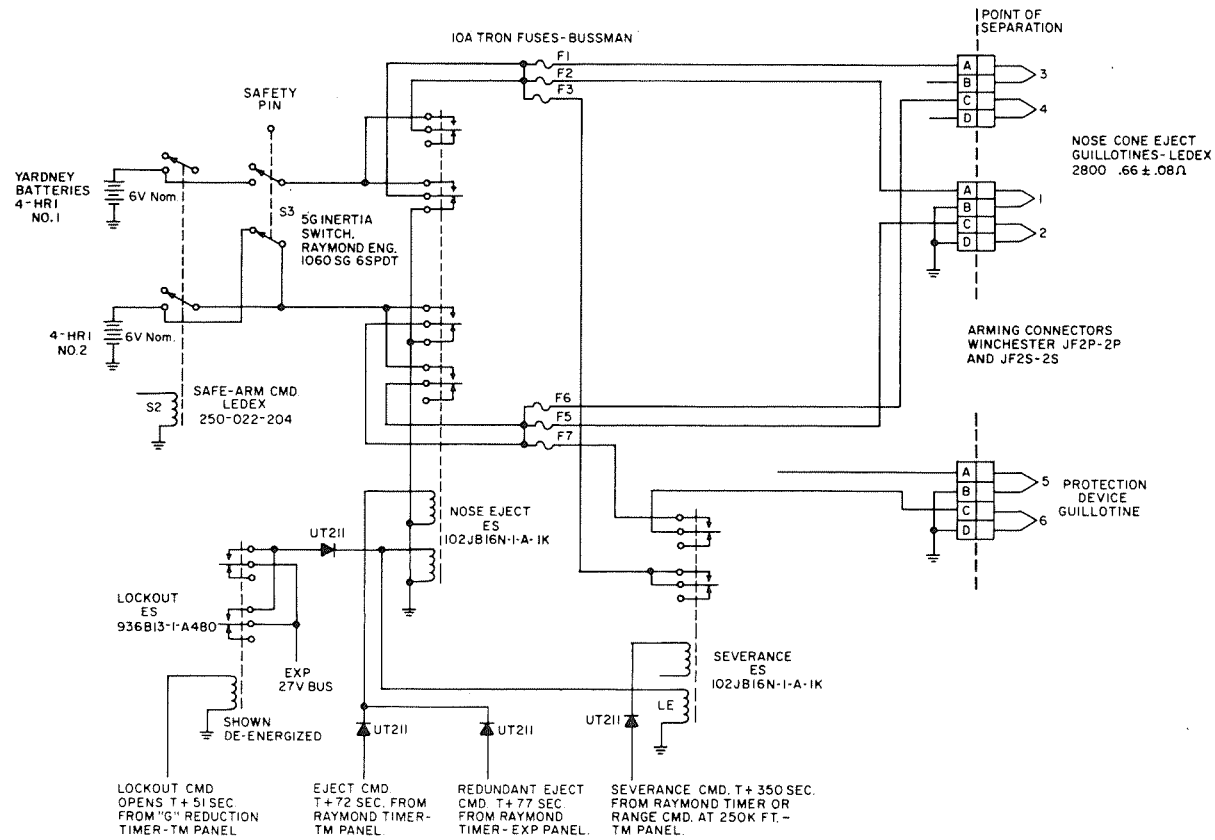 POINT OF
SEPARATION
10A TRON FUSES-BUSSMAN
F1
F2
F3
A
B
C
D
3
4
SAFETY
PIN
NOSE CONE EJECT
GUILLOTINES-LEDEX
2800 .66 ± .08Ω
YARDNEY
BATTERIES
4-HR1
NO.1
6V Nom.
S3
5G INERTIA
SWITCH,
RAYMOND ENG.
1060 SG 6SPDT
A
B
C
D
1
2
4-HR1
NO.2
6V Nom.
ARMING CONNECTORS
WINCHESTER JF2P-2P
AND JF2S-2S
S2
SAFE-ARM CMD.
LEDEX
250-022-204
F6
F5
F7
A
B
C
D
5
6
PROTECTION
DEVICE
GUILLOTINE
NOSE EJECT
ES
102JB16N-1-A-1K
UT211
LOCKOUT
ES
936B13-1-A480
EXP
27V BUS
SEVERANCE
ES
102JB16N-1-A-1K
LE
SHOWN
DE-ENERGIZED
UT211
UT211
UT211
LOCKOUT CMD
OPENS T+51 SEC.
FROM "G" REDUCTION
TIMER-TM PANEL
EJECT CMD.
T+72 SEC. FROM
RAYMOND TIMER-
TM PANEL.
REDUNDANT EJECT
CMD. T+77 SEC.
FROM RAYMOND
TIMER-EXP PANEL.
SEVERANCE CMD. T+350 SEC.
FROM RAYMOND TIMER OR
RANGE CMD. AT 250K FT. -
TM PANEL.